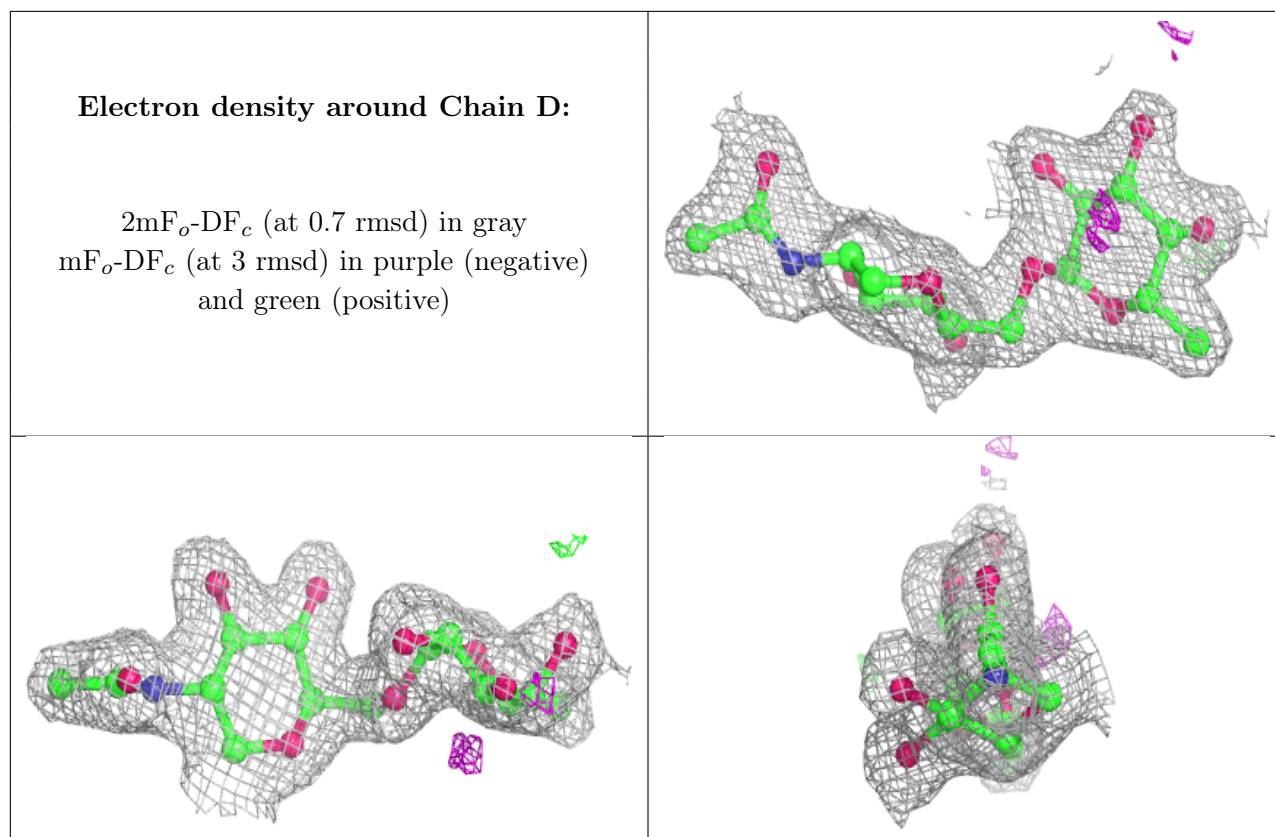 Electron density around Chain D:
2mFo-DFc (at 0.7 rmsd) in gray
mFo-DFc (at 3 rmsd) in purple (negative)
and green (positive)